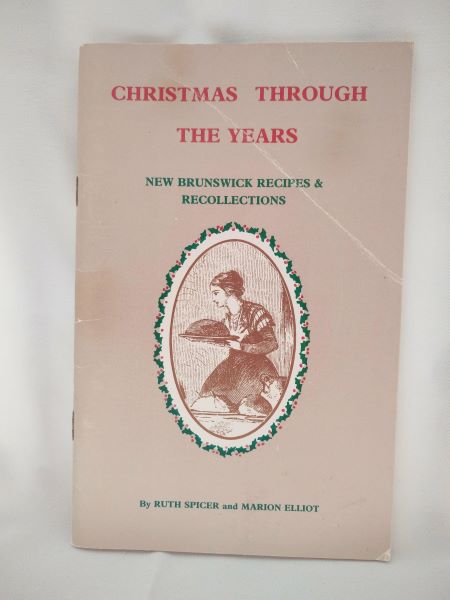 CHRISTMAS THROUGH
THE YEARS
NEW BRUNSWICK RECIPES &
RECOLLECTIONS
By RUTH SPICER and MARION ELLIOT